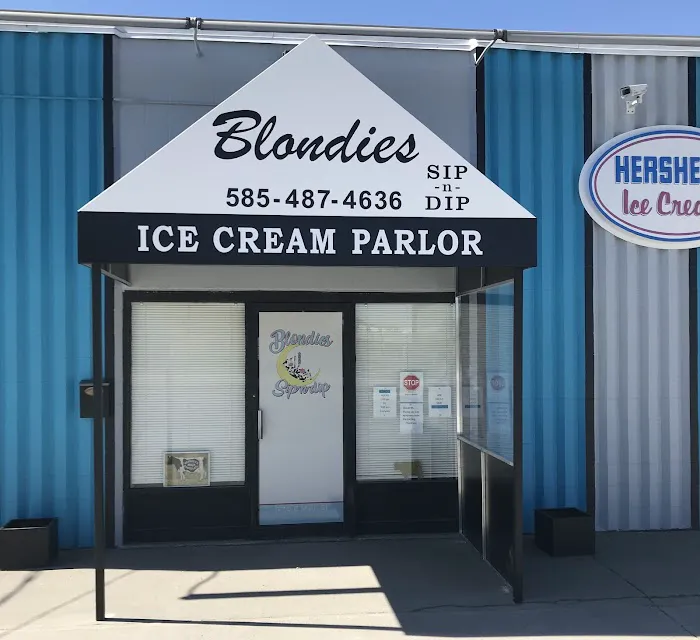 Blondies
SIP
-n-
DIP
585-487-4636
ICE CREAM PARLOR
HERSHE
Ice Crea
Blondies
Sip-n-Dip
STOP